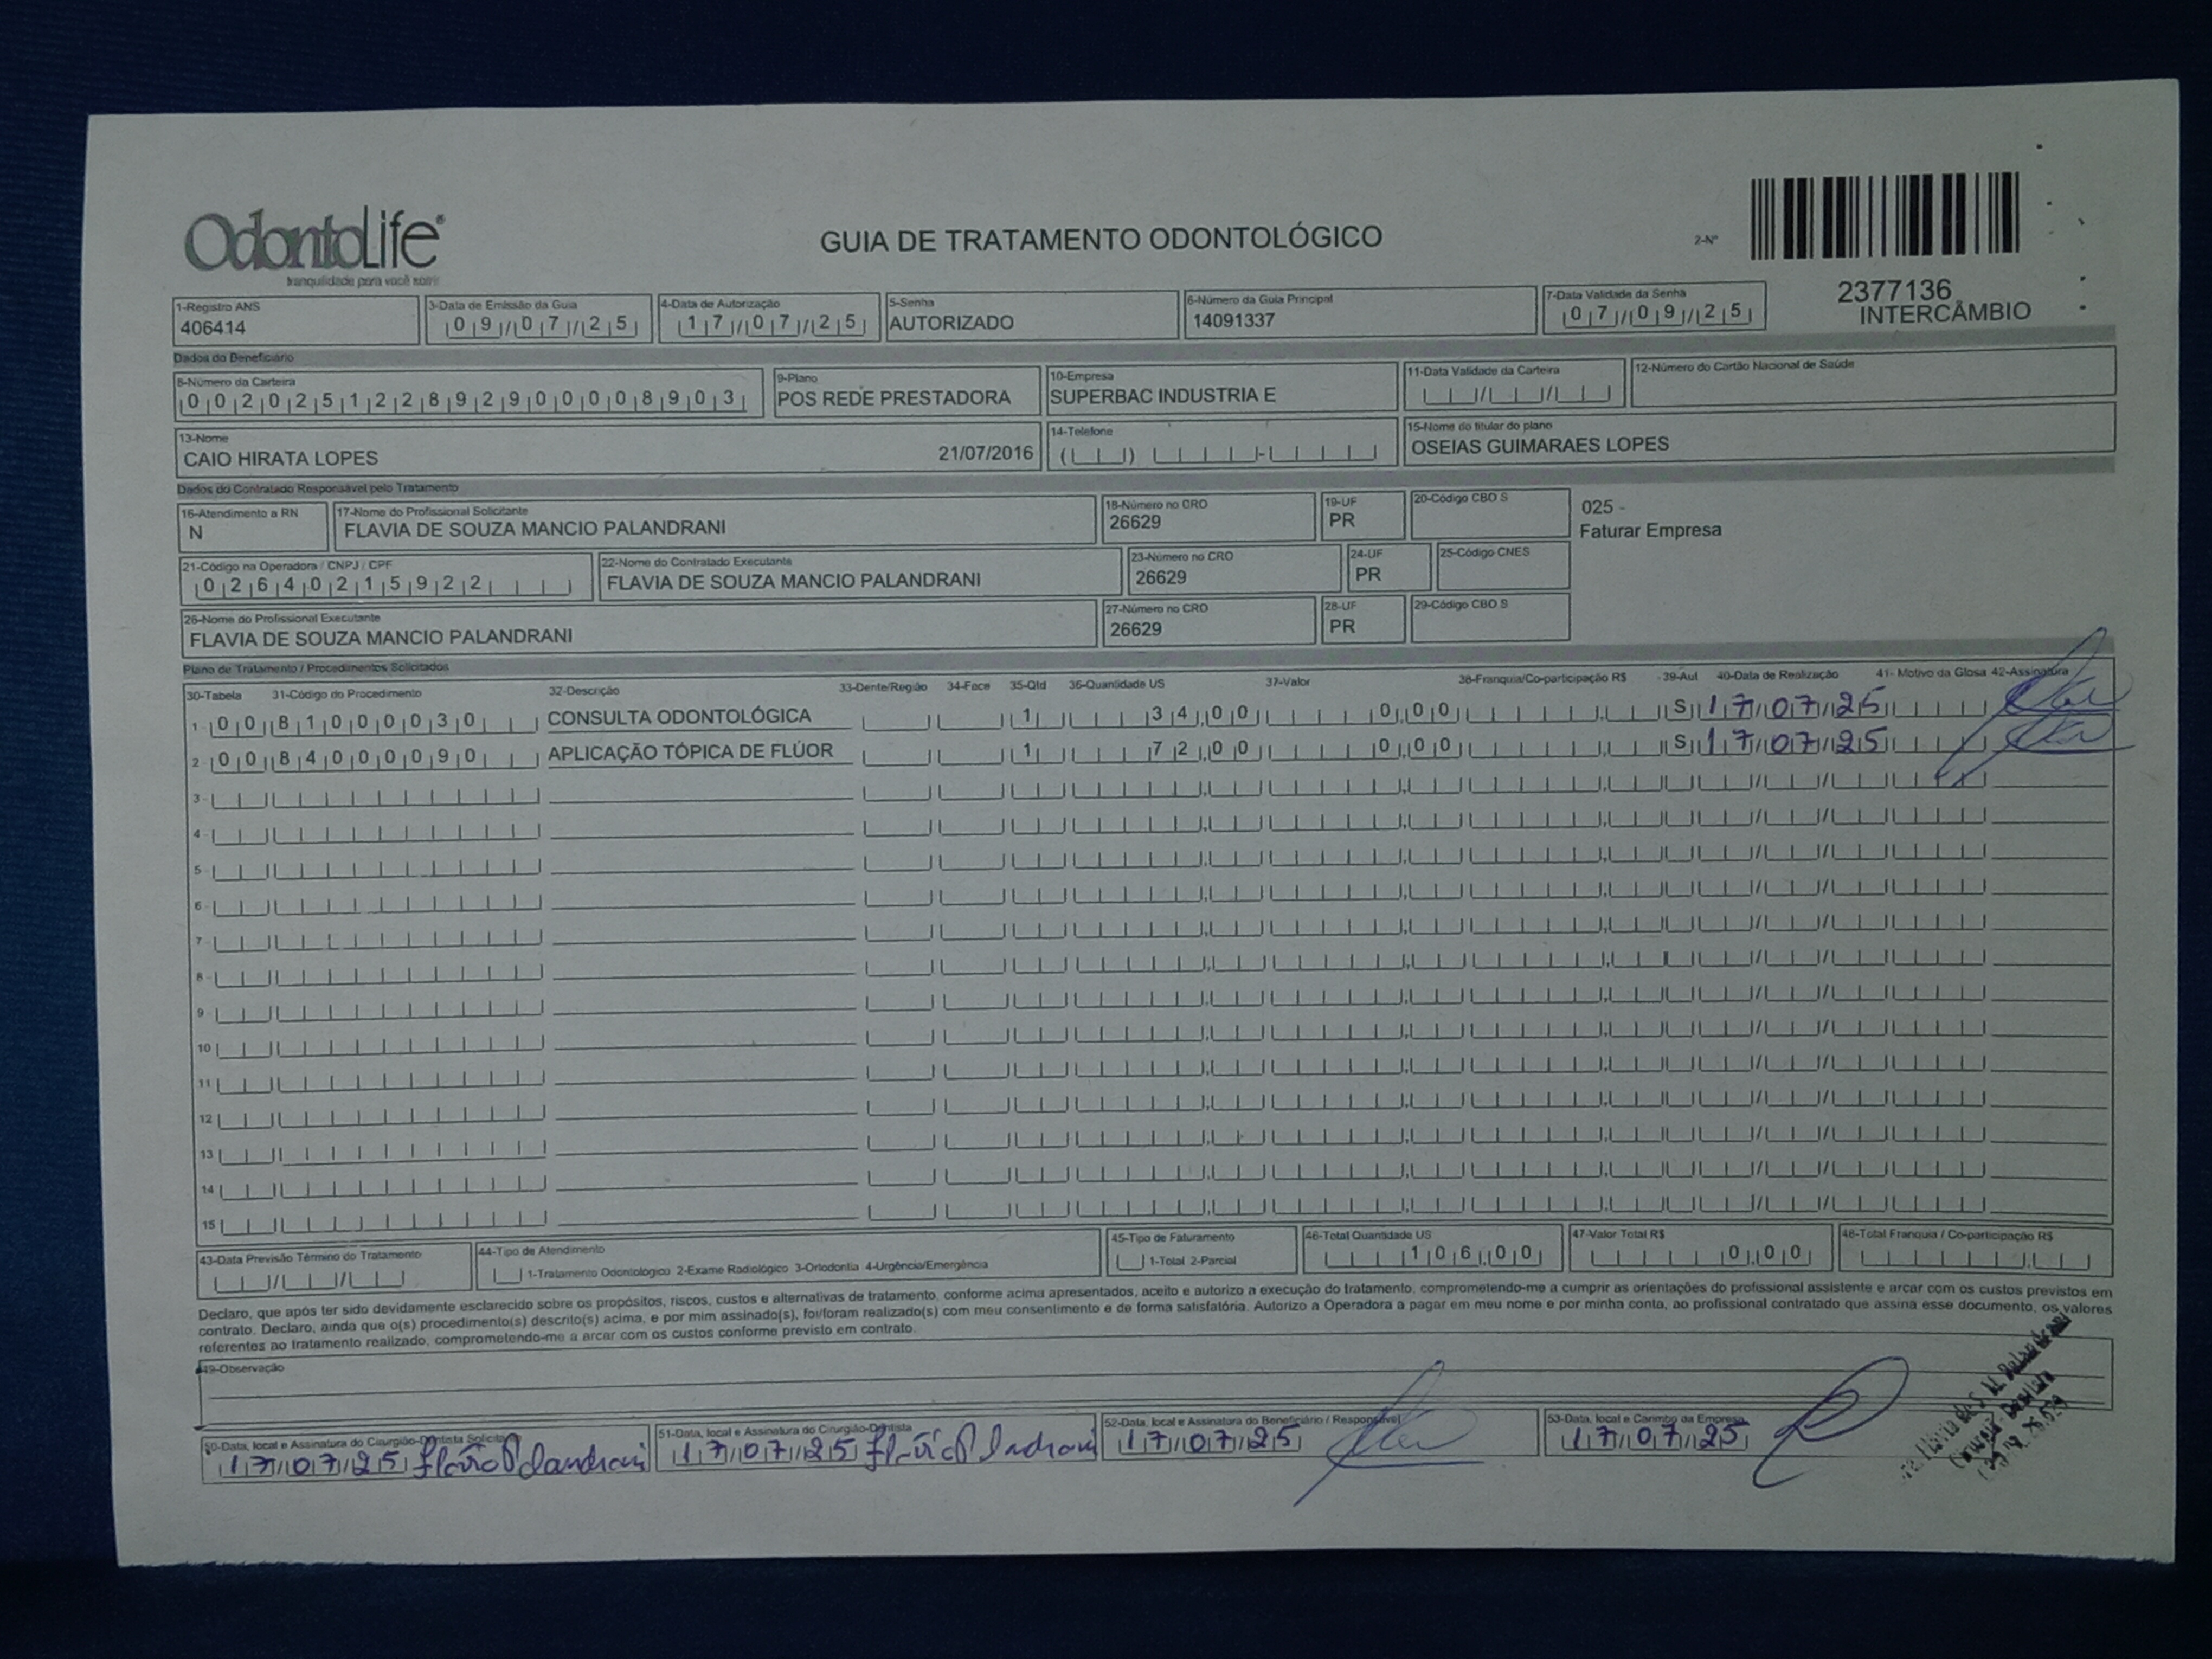 OdontoLife®
tranquilidade para você sorrir
GUIA DE TRATAMENTO ODONTOLÓGICO
2-Nº
2377136
INTERCÂMBIO
1-Registro ANS
406414
3-Data de Emissão da Guia
09/07/25
4-Data de Autorização
17/07/25
5-Senha
AUTORIZADO
6-Número da Guia Principal
14091337
7-Data Validade da Senha
07/09/25
Dados do Beneficiário
8-Número da Carteira
002025122892900008903
9-Plano
POS REDE PRESTADORA
10-Empresa
SUPERBAC INDUSTRIA E
11-Data Validade da Carteira
12-Número do Cartão Nacional de Saúde
13-Nome
CAIO HIRATA LOPES 21/07/2016
14-Telefone
15-Nome do titular do plano
OSEIAS GUIMARAES LOPES
Dados do Contratado Responsável pelo Tratamento
16-Atendimento a RN
N
17-Nome do Profissional Solicitante
FLAVIA DE SOUZA MANCIO PALANDRANI
18-Número no CRO
26629
19-UF
PR
20-Código CBO S
025 -
Faturar Empresa
21-Código na Operadora / CNPJ / CPF
02640215922
22-Nome do Contratado Executante
FLAVIA DE SOUZA MANCIO PALANDRANI
23-Número no CRO
26629
24-UF
PR
25-Código CNES
26-Nome do Profissional Executante
FLAVIA DE SOUZA MANCIO PALANDRANI
27-Número no CRO
26629
28-UF
PR
29-Código CBO S
Plano de Tratamento / Procedimentos Solicitados
30-Tabela 31-Código do Procedimento 32-Descrição 33-Dente/Região 34-Face 35-Qtd 36-Quantidade US 37-Valor 38-Franquia/Co-participação R$ 39-Aut 40-Data de Realização 41- Motivo da Glosa 42-Assinatura
1- 00 81000030 CONSULTA ODONTOLÓGICA 1 34,00 0,00 S 17/07/25
2- 00 84000090 APLICAÇÃO TÓPICA DE FLÚOR 1 72,00 0,00 S 17/07/25
3-
4-
5-
6-
7-
8-
9-
10
11
12
13
14
15
43-Data Previsão Término do Tratamento
44-Tipo de Atendimento
1-Tratamento Odontológico 2-Exame Radiológico 3-Ortodontia 4-Urgência/Emergência
45-Tipo de Faturamento
1-Total 2-Parcial
46-Total Quantidade US
106,00
47-Valor Total R$
0,00
48-Total Franquia / Co-participação R$
Declaro, que após ter sido devidamente esclarecido sobre os propósitos, riscos, custos e alternativas de tratamento, conforme acima apresentados, aceito e autorizo a execução do tratamento, comprometendo-me a cumprir as orientações do profissional assistente e arcar com os custos previstos em
contrato. Declaro, ainda que o(s) procedimento(s) descrito(s) acima, e por mim assinado(s), foi/foram realizado(s) com meu consentimento e de forma satisfatória. Autorizo a Operadora a pagar em meu nome e por minha conta, ao profissional contratado que assina esse documento, os valores
referentes ao tratamento realizado, comprometendo-me a arcar com os custos conforme previsto em contrato.
49-Observação
50-Data, local e Assinatura do Cirurgião-Dentista Solicitante
17/07/25 Flávia Palandrani
51-Data, local e Assinatura do Cirurgião-Dentista
17/07/25 Flávia Palandrani
52-Data, local e Assinatura do Beneficiário / Responsável
17/07/25
53-Data, local e Carimbo da Empresa
17/07/25